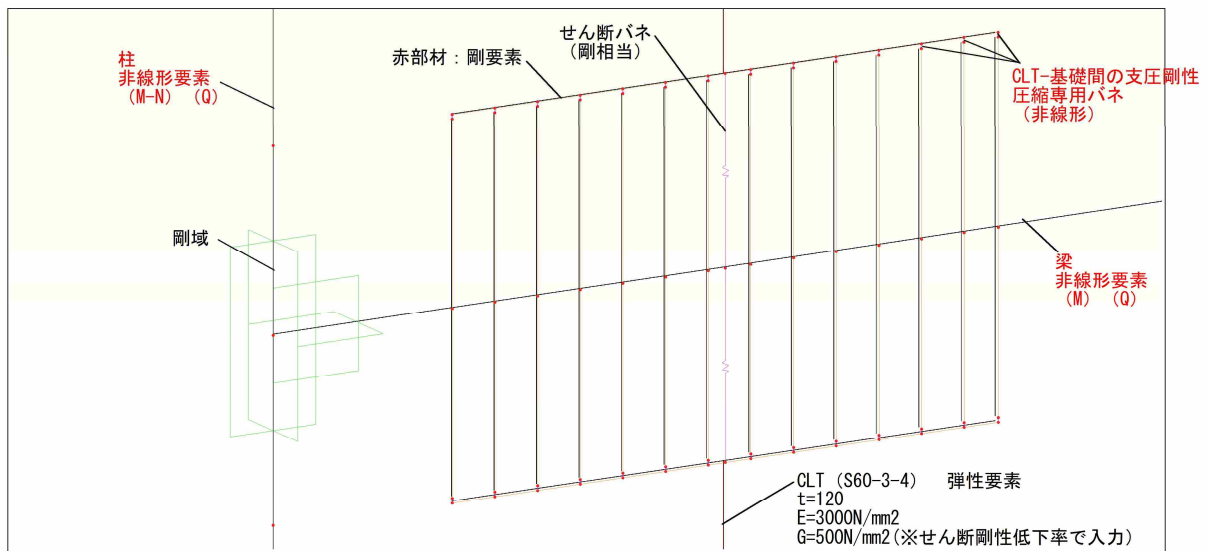 せん断バネ
(剛相当)
赤部材：剛要素
柱
非線形要素
(M-N) (Q)
CLT-基礎間の支圧剛性
圧縮専用バネ
(非線形)
剛域
梁
非線形要素
(M) (Q)
CLT (S60-3-4) 弾性要素
t=120
E=3000N/mm2
G=500N/mm2(※せん断剛性低下率で入力)